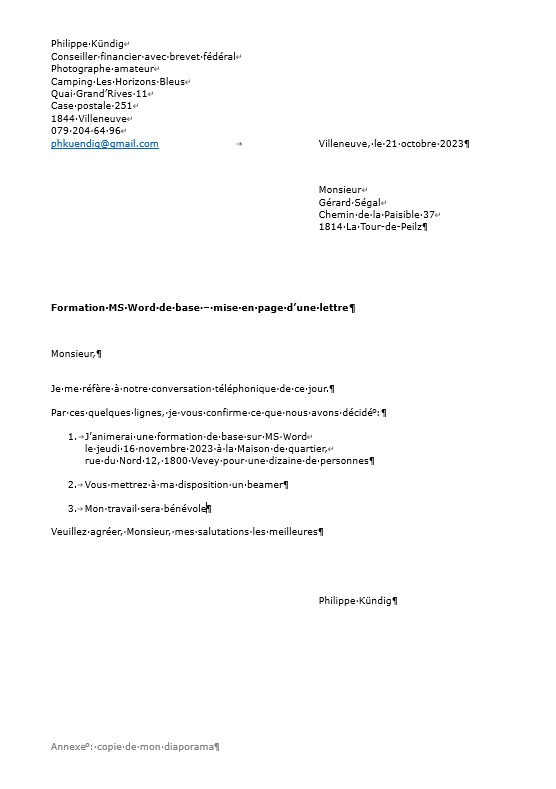 Philippe Kündig
Conseiller financier avec brevet fédéral
Photographe amateur
Camping Les Horizons Bleus
Quai Grand’Rives 11
Case postale 251
1844 Villeneuve
079 204 64 96
phkuendig@gmail.com → Villeneuve, le 21 octobre 2023¶
Monsieur
Gérard Ségal
Chemin de la Paisible 37
1814 La Tour-de-Peilz¶
Formation MS Word de base – mise en page d’une lettre¶
Monsieur,¶
Je me réfère à notre conversation téléphonique de ce jour.¶
Par ces quelques lignes, je vous confirme ce que nous avons décidé°: ¶
1. → J’animerai une formation de base sur MS Word
le jeudi 16 novembre 2023 à la Maison de quartier,
rue du Nord 12, 1800 Vevey pour une dizaine de personnes¶
2. → Vous mettrez à ma disposition un beamer¶
3. → Mon travail sera bénévole¶
Veuillez agréer, Monsieur, mes salutations les meilleures¶
Philippe Kündig¶
Annexe°: copie de mon diaporama¶